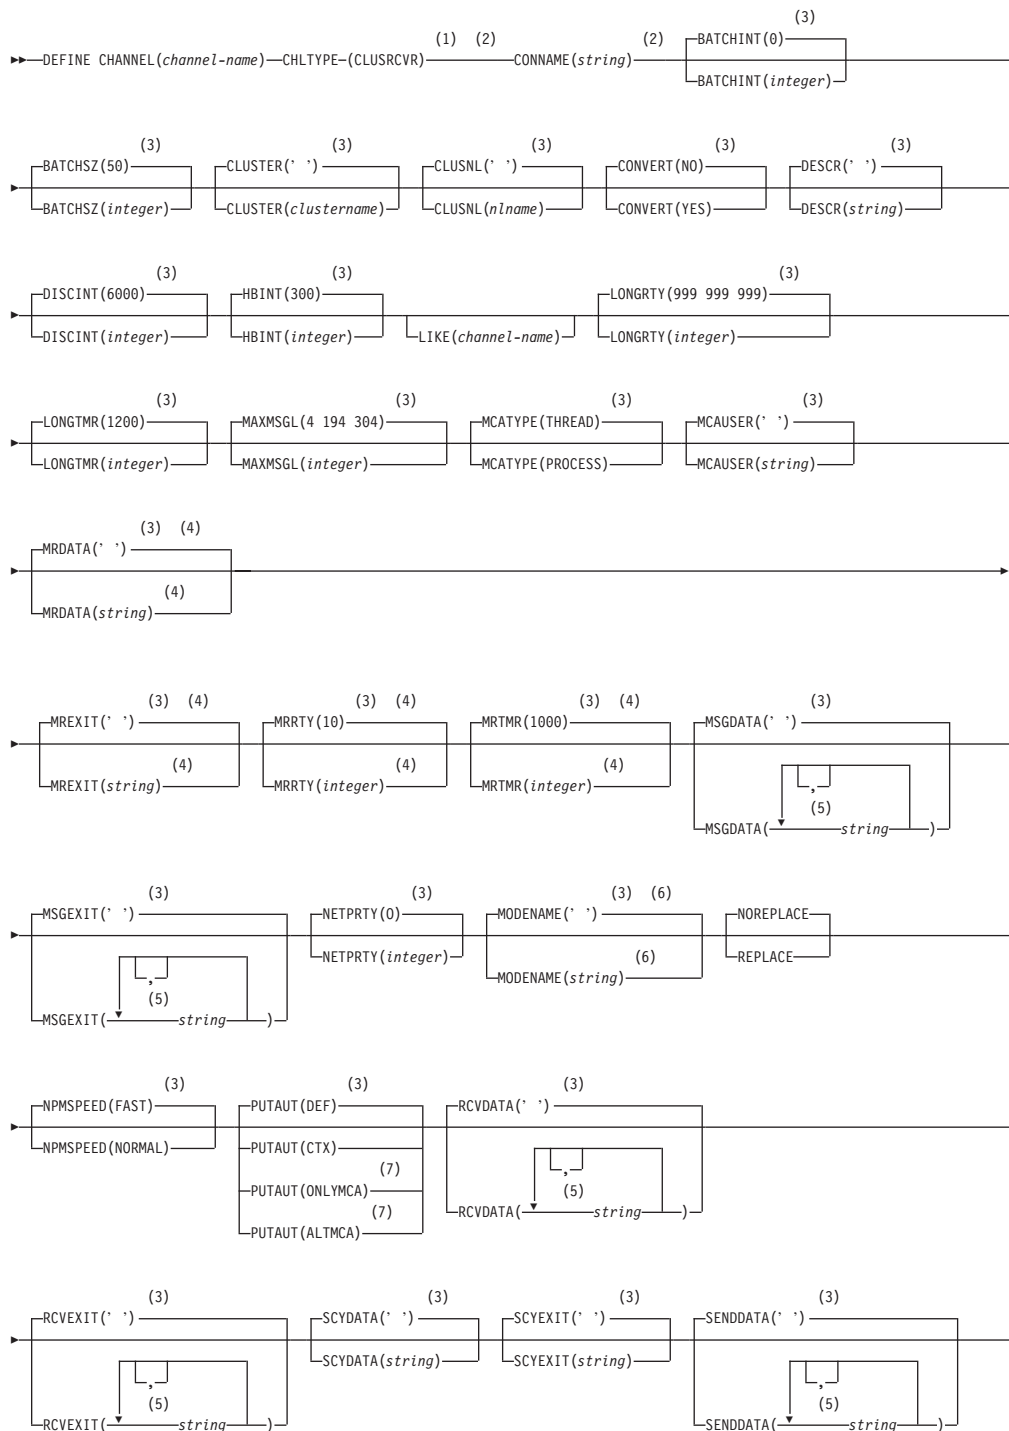 (3)
(1) (2) (2) BATCHINT(0)
DEFINE CHANNEL(channel-name) CHLTYPE (CLUSRCVR) CONNAME(string)
BATCHINT(integer)
(3) (3) (3) (3) (3)
BATCHSZ(50) CLUSTER(' ') CLUSNL(' ') CONVERT(NO) DESCR(' ')
BATCHSZ(integer) CLUSTER(clustername) CLUSNL(nlname) CONVERT(YES) DESCR(string)
(3) (3) (3)
DISCINT(6000) HBINT(300) LONGRTY(999 999 999)
DISCINT(integer) HBINT(integer) LIKE(channel-name) LONGRTY(integer)
(3) (3) (3) (3)
LONGTMR(1200) MAXMSGL(4 194 304) MCATYPE(THREAD) MCAUSER(' ')
LONGTMR(integer) MAXMSGL(integer) MCATYPE(PROCESS) MCAUSER(string)
(3) (4)
MRDATA(' ')
(4)
MRDATA(string)
(3) (4) (3) (4) (3) (4) (3)
MREXIT(' ') MRRTY(10) MRTMR(1000) MSGDATA(' ')
(4) (4) (4)
MREXIT(string) MRRTY(integer) MRTMR(integer)
,
(5)
MSGDATA( string )
(3) (3) (3) (6)
MSGEXIT(' ') NETPRTY(O) MODENAME(' ') NOREPLACE
NETPRTY(integer) (6) REPLACE
, MODENAME(string)
(5)
MSGEXIT( string )
(3) (3) (3)
NPMSPEED(FAST) PUTAUT(DEF) RCVDATA(' ')
NPMSPEED(NORMAL) PUTAUT(CTX)
(7) ,
PUTAUT(ONLYMCA) (5)
(7) RCVDATA( string )
PUTAUT(ALTMCA)
(3) (3) (3) (3)
RCVEXIT(' ') SCYDATA(' ') SCYEXIT(' ') SENDDATA(' ')
SCYDATA(string) SCYEXIT(string)
, ,
(5) (5)
RCVEXIT( string ) SENDDATA( string )